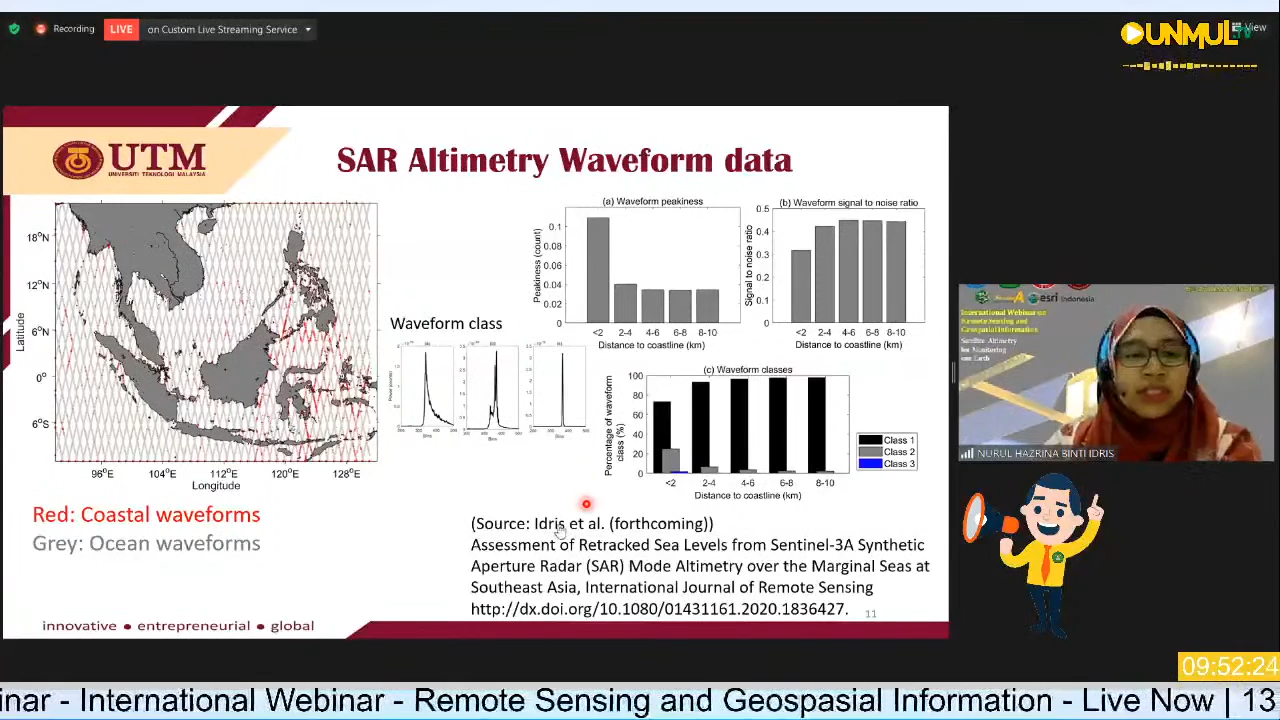 Recording
LIVE
on Custom Live Streaming Service
UNMUL TV
View
UTM
UNIVERSITI TEKNOLOGI MALAYSIA
SAR Altimetry Waveform data
18°N
12°N
6°N
0°
6°S
Latitude
96°E 104°E 112°E 120°E 128°E
Longitude
Red: Coastal waveforms
Grey: Ocean waveforms
Waveform class
(a) Waveform peakiness
Peakiness (count)
0.1
0.08
0.06
0.04
0.02
0
<2 2-4 4-6 6-8 8-10
Distance to coastline (km)
(b) Waveform signal to noise ratio
Signal to noise ratio
0.5
0.4
0.3
0.2
0.1
0
<2 2-4 4-6 6-8 8-10
Distance to coastline (km)
(c) Waveform classes
Percentage of waveform
class (%)
100
80
60
40
20
0
<2 2-4 4-6 6-8 8-10
Distance to coastline (km)
Class 1
Class 2
Class 3
(Source: Idris et al. (forthcoming))
Assessment of Retracked Sea Levels from Sentinel-3A Synthetic
Aperture Radar (SAR) Mode Altimetry over the Marginal Seas at
Southeast Asia, International Journal of Remote Sensing
http://dx.doi.org/10.1080/01431161.2020.1836427.
11
innovative ● entrepreneurial ● global
esri Indonesia
International Webinar on
Remote Sensing and
Geospatial Information
Satellite Altimetry
for Monitoring
our Earth
NURUL HAZRINA BINTI IDRIS
09:52:24
inar - International Webinar - Remote Sensing and Geospasial Information - Live Now | 13